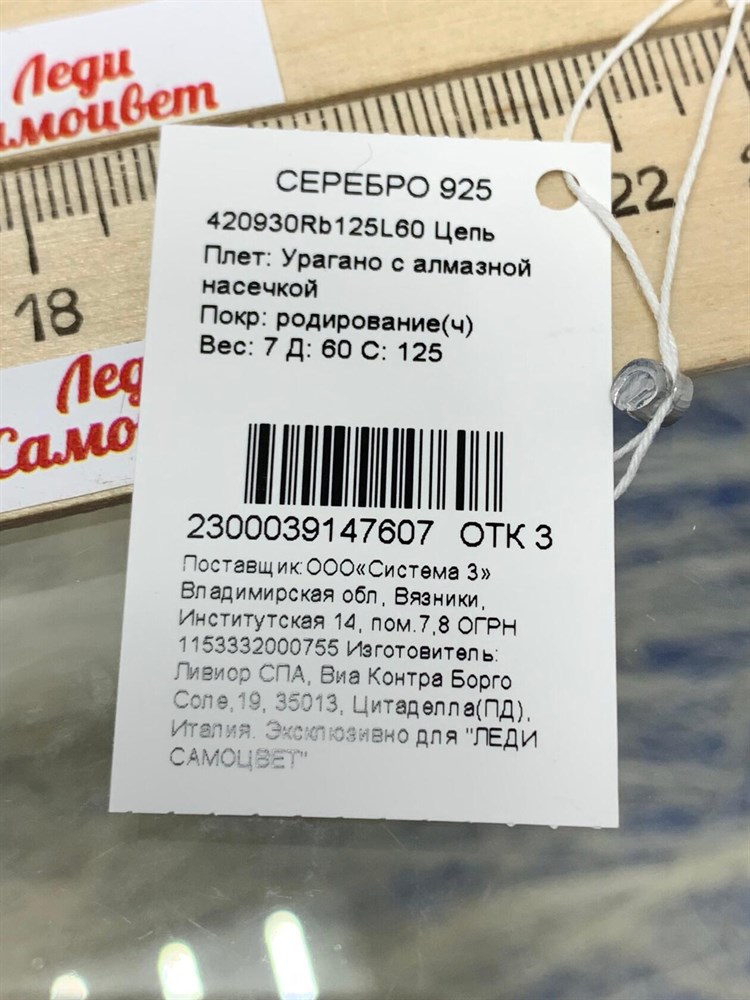 Леди
Самоцвет
СЕРЕБРО 925
420930Rb125L60 Цепь
Плет: Урагано с алмазной
насечкой
Покр: родирование(ч)
Вес: 7 Д: 60 С: 125
22
18
Лед
Само
2300039147607 ОТК 3
Поставщик:ООО«Система 3»
Владимирская обл, Вязники,
Институтская 14, пом.7,8 ОГРН
1153332000755 Изготовитель:
Ливиор СПА, Виа Контра Борго
Соле,19, 35013, Цитаделла(ПД),
Италия. Эксклюзивно для "ЛЕДИ
САМОЦВЕТ"